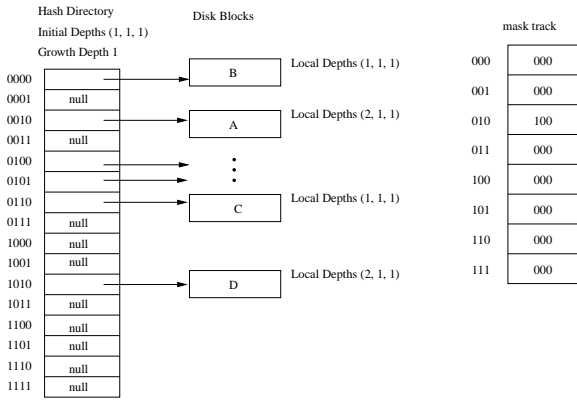 Hash Directory
Initial Depths (1, 1, 1)
Growth Depth 1
0000
0001 null
0010
0011 null
0100
0101
0110
0111 null
1000 null
1001 null
1010
1011 null
1100 null
1101 null
1110 null
1111 null
Disk Blocks
B Local Depths (1, 1, 1)
A Local Depths (2, 1, 1)
C Local Depths (1, 1, 1)
D Local Depths (2, 1, 1)
mask track
000 000
001 000
010 100
011 000
100 000
101 000
110 000
111 000